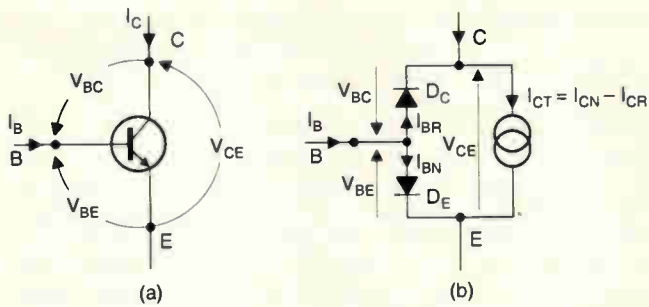 I_C
C
V_BC
I_B
B
V_CE
V_BE
E
(a)
C
V_BC
D_C
I_CT = I_CN – I_CR
I_B
I_BR
V_CE
B
I_BN
V_BE
D_E
E
(b)